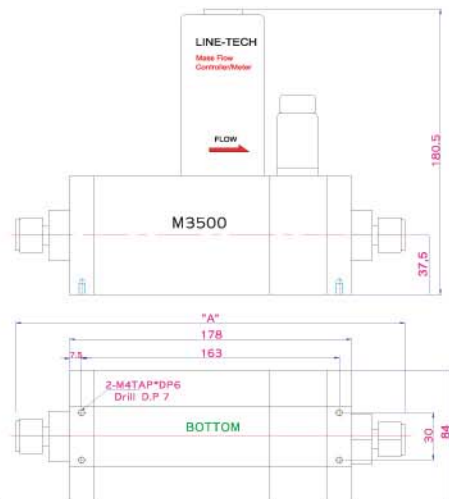 LINE-TECH
Mass Flow
Controller/Meter
FLOW
M3500
180.5
37,5
"A"
178
7.5
163
2-M4TAP*DP6
Drill D.P 7
BOTTOM
30
84